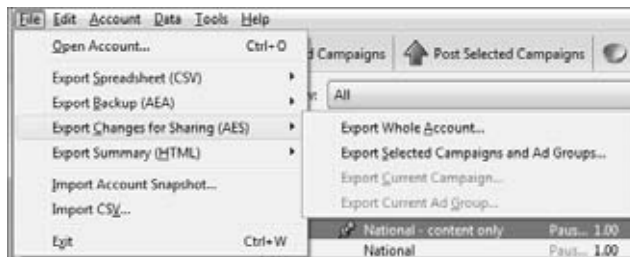 File Edit Account Data Tools Help
Open Account... Ctrl+O
Campaigns Post Selected Campaigns
Export Spreadsheet (CSV)
All
Export Backup (AEA)
Export Changes for Sharing (AES)
Export Whole Account...
Export Summary (HTML)
Export Selected Campaigns and Ad Groups...
Export Current Campaign...
Import Account Snapshot...
Export Current Ad Group...
Import CSV...
National - content only Paus... 1.00
Exit Ctrl+W
National Paus... 1.00